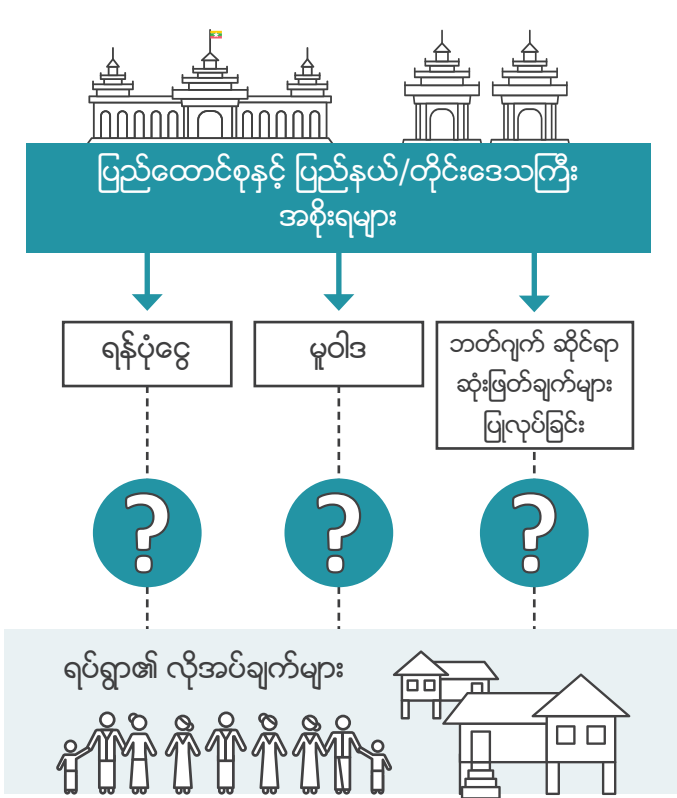 ပြည်ထောင်စုနှင့် ပြည်နယ်/တိုင်းဒေသကြီး
အစိုးရများ
ရန်ပုံငွေ
မူဝါဒ
ဘတ်ဂျက် ဆိုင်ရာ
ဆုံးဖြတ်ချက်များ
ပြုလုပ်ခြင်း
?
?
?
ရပ်ရွာ၏ လိုအပ်ချက်များ